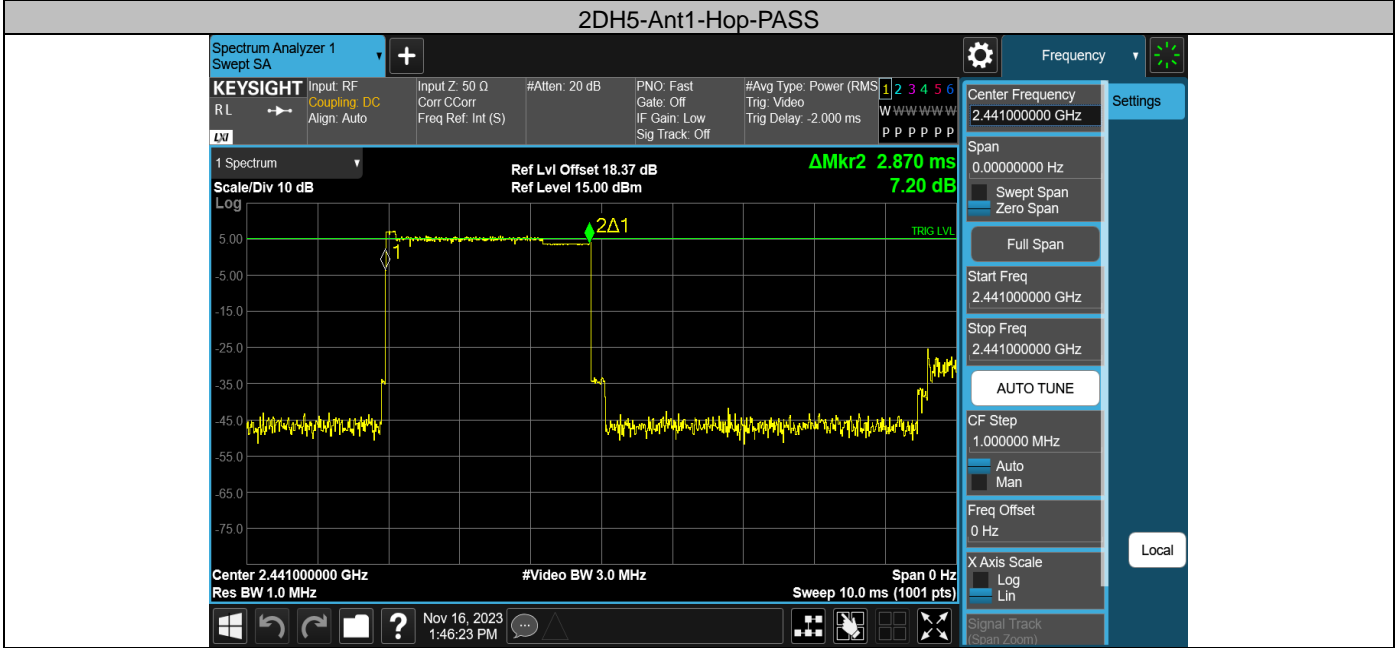 2DH5-Ant1-Hop-PASS
Spectrum Analyzer 1
Swept SA
Frequency
KEYSIGHT
RL
LXI
Input: RF
Coupling: DC
Align: Auto
Input Z: 50 Ω
Corr CCorr
Freq Ref: Int (S)
#Atten: 20 dB
PNO: Fast
Gate: Off
IF Gain: Low
Sig Track: Off
#Avg Type: Power (RMS
Trig: Video
Trig Delay: -2.000 ms
1 2 3 4 5 6
W W W W W W
P P P P P P
1 Spectrum
Scale/Div 10 dB
Log
Ref Lvl Offset 18.37 dB
Ref Level 15.00 dBm
ΔMkr2 2.870 ms
7.20 dB
2Δ1
1
TRIG LVL
5.00
-5.00
-15.0
-25.0
-35.0
-45.0
-55.0
-65.0
-75.0
Center 2.441000000 GHz
Res BW 1.0 MHz
#Video BW 3.0 MHz
Span 0 Hz
Sweep 10.0 ms (1001 pts)
Nov 16, 2023
1:46:23 PM
Center Frequency
2.441000000 GHz
Span
0.00000000 Hz
Swept Span
Zero Span
Full Span
Start Freq
2.441000000 GHz
Stop Freq
2.441000000 GHz
AUTO TUNE
CF Step
1.000000 MHz
Auto
Man
Freq Offset
0 Hz
X Axis Scale
Log
Lin
Signal Track
(Span Zoom)
Settings
Local